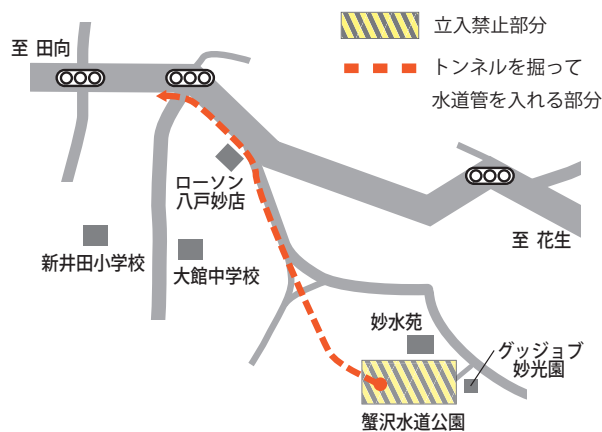 至 田向
立入禁止部分
トンネルを掘って
水道管を入れる部分
ローソン
八戸妙店
至 花生
新井田小学校
大館中学校
妙水苑
グッジョブ
妙光園
蟹沢水道公園